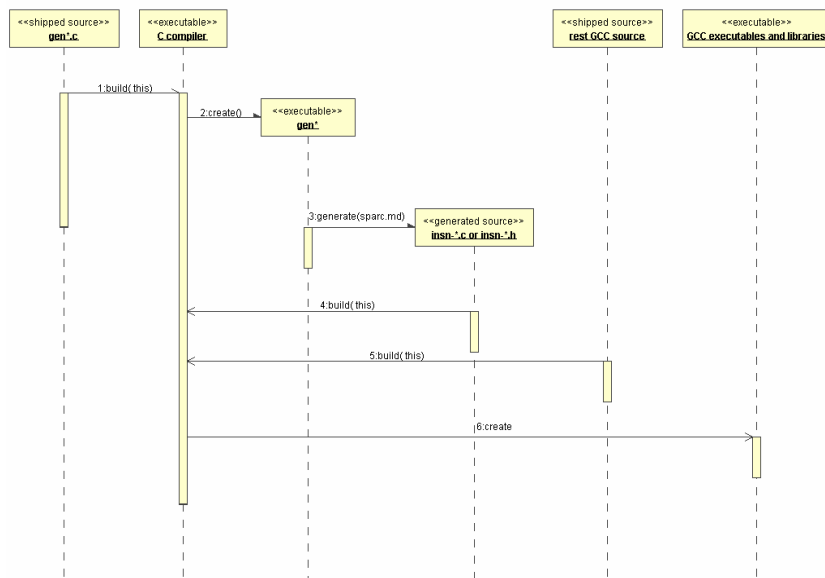 <<shipped source>>
gen*.c
<<executable>>
C compiler
<<shipped source>>
rest GCC source
<<executable>>
GCC executables and libraries
1:build( this)
2:create()
<<executable>>
gen*
3:generate(sparc.md)
<<generated source>>
insn-*.c or insn-*.h
4:build( this)
5:build( this)
6:create